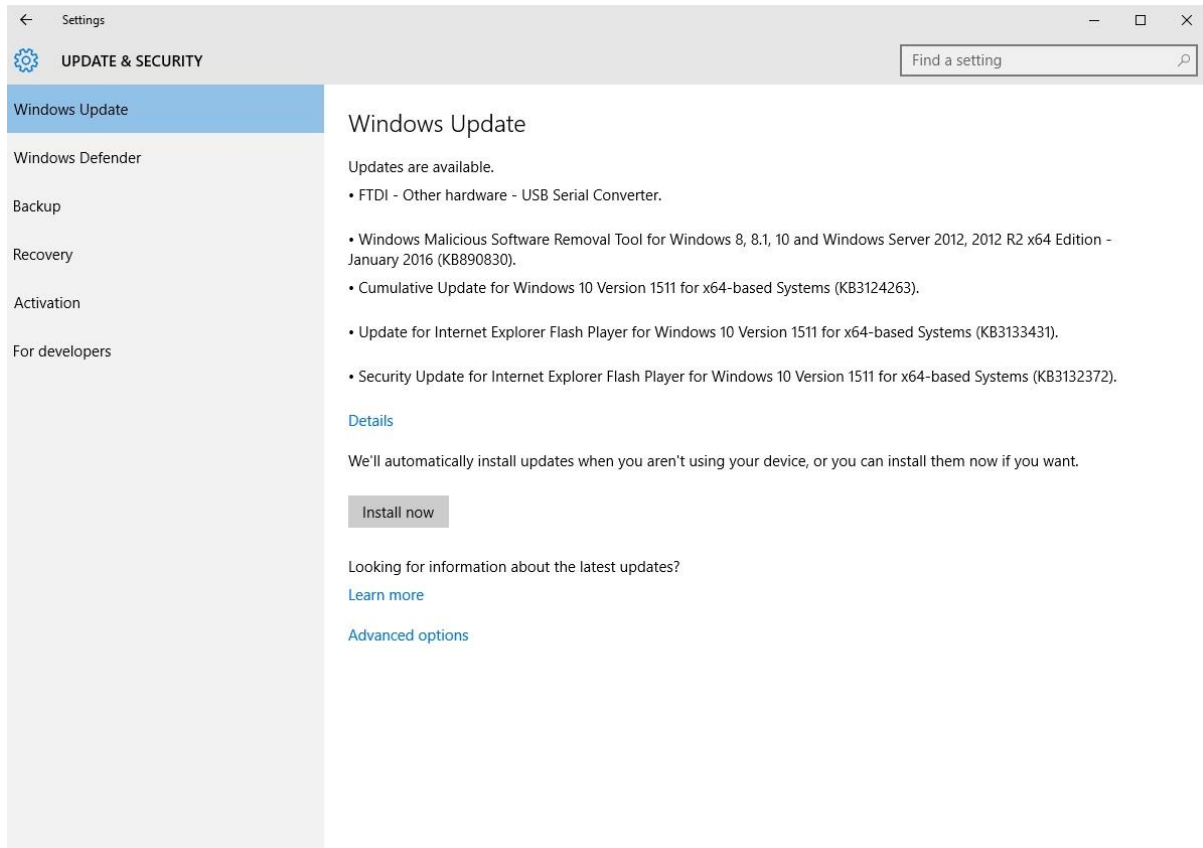 Settings
UPDATE & SECURITY
Find a setting
Windows Update
Windows Defender
Backup
Recovery
Activation
For developers
Windows Update
Updates are available.
• FTDI - Other hardware - USB Serial Converter.
• Windows Malicious Software Removal Tool for Windows 8, 8.1, 10 and Windows Server 2012, 2012 R2 x64 Edition -
January 2016 (KB890830).
• Cumulative Update for Windows 10 Version 1511 for x64-based Systems (KB3124263).
• Update for Internet Explorer Flash Player for Windows 10 Version 1511 for x64-based Systems (KB3133431).
• Security Update for Internet Explorer Flash Player for Windows 10 Version 1511 for x64-based Systems (KB3132372).
Details
We'll automatically install updates when you aren't using your device, or you can install them now if you want.
Install now
Looking for information about the latest updates?
Learn more
Advanced options